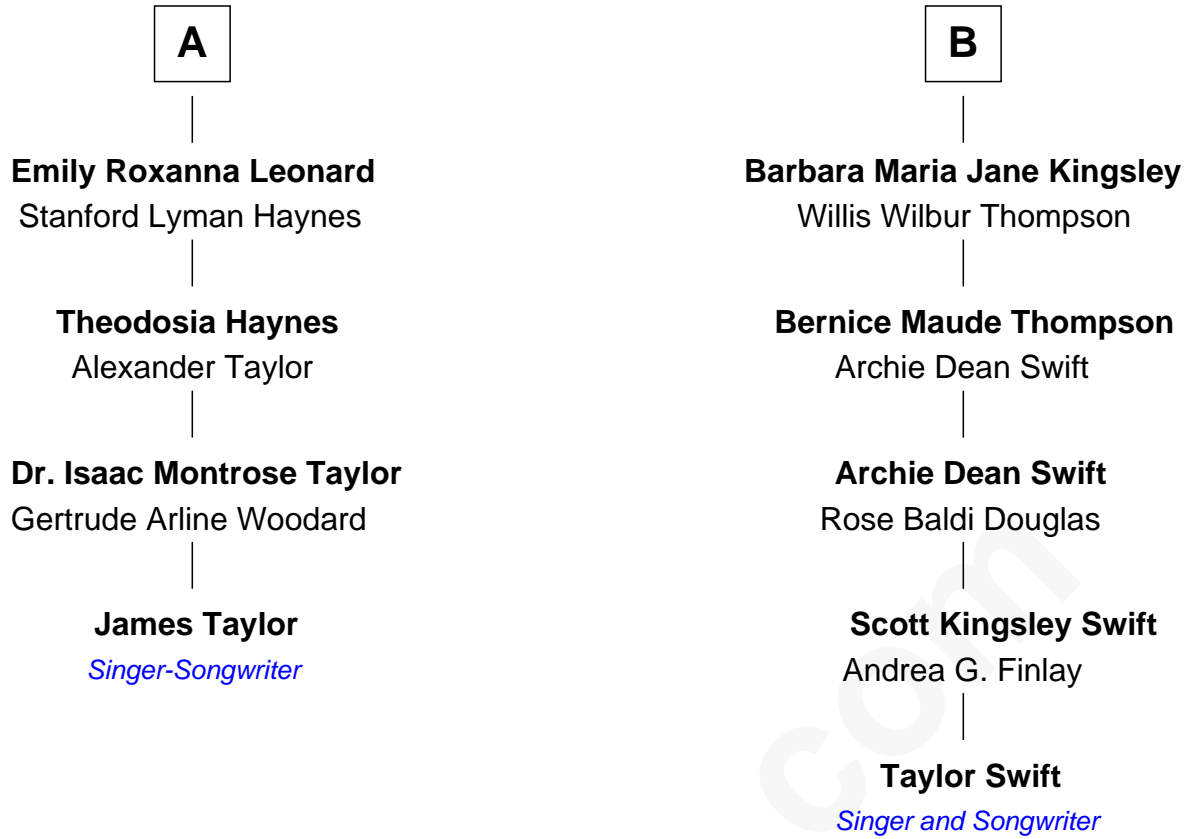 A
Emily Roxanna Leonard
Stanford Lyman Haynes
Theodosia Haynes
Alexander Taylor
Dr. Isaac Montrose Taylor
Gertrude Arline Woodard
James Taylor
Singer-Songwriter
B
Barbara Maria Jane Kingsley
Willis Wilbur Thompson
Bernice Maude Thompson
Archie Dean Swift
Archie Dean Swift
Rose Baldi Douglas
Scott Kingsley Swift
Andrea G. Finlay
Taylor Swift
Singer and Songwriter
com